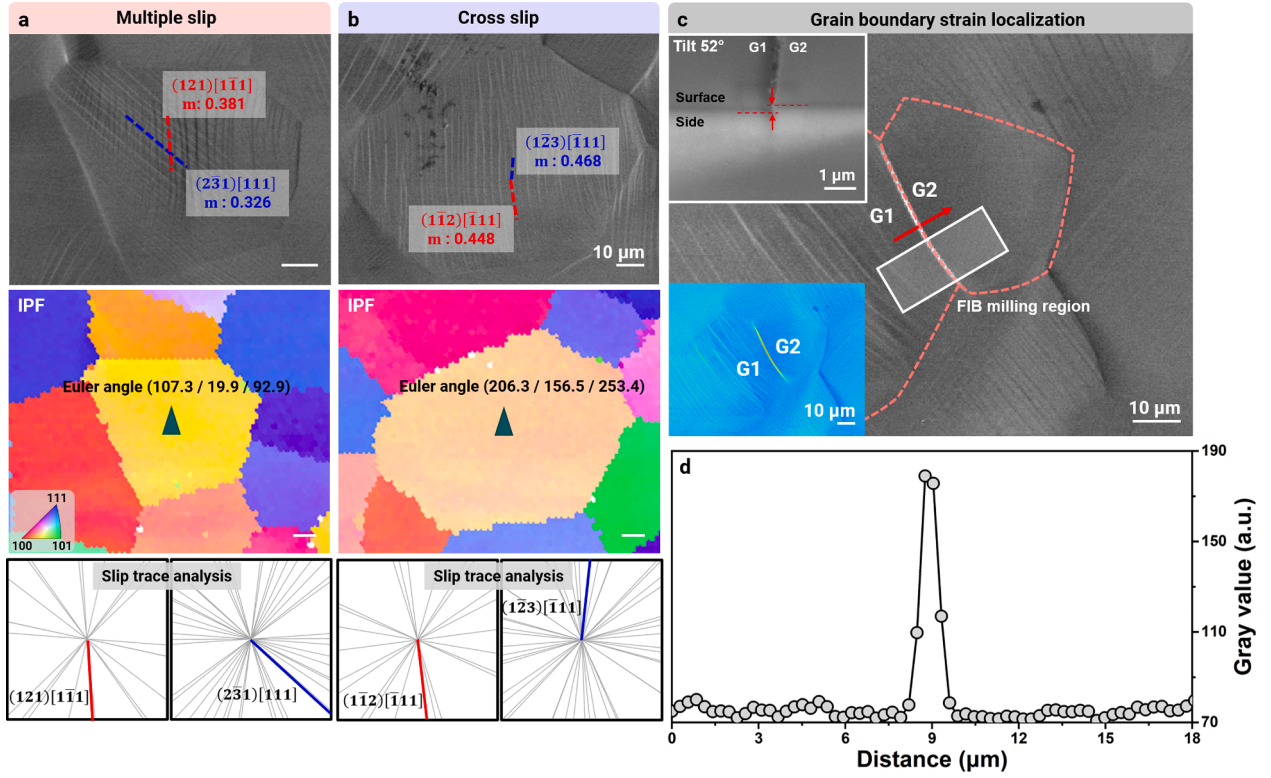 a
Multiple slip
(121)[11̅1]
m: 0.381
(23̅1)[111]
m : 0.326
b
Cross slip
(12̅3)[1̅11]
m : 0.468
(11̅2)[1̅11]
m : 0.448
10 μm
c
Grain boundary strain localization
Tilt 52°
G1
G2
Surface
Side
1 μm
G1
G2
FIB milling region
G1
G2
10 μm
10 μm
IPF
Euler angle (107.3 / 19.9 / 92.9)
111
100
101
IPF
Euler angle (206.3 / 156.5 / 253.4)
Slip trace analysis
(121)[11̅1]
(23̅1)[111]
Slip trace analysis
(11̅2)[1̅11]
(12̅3)[1̅11]
d
190
150
110
70
Gray value (a.u.)
0
3
6
9
12
15
18
Distance (μm)